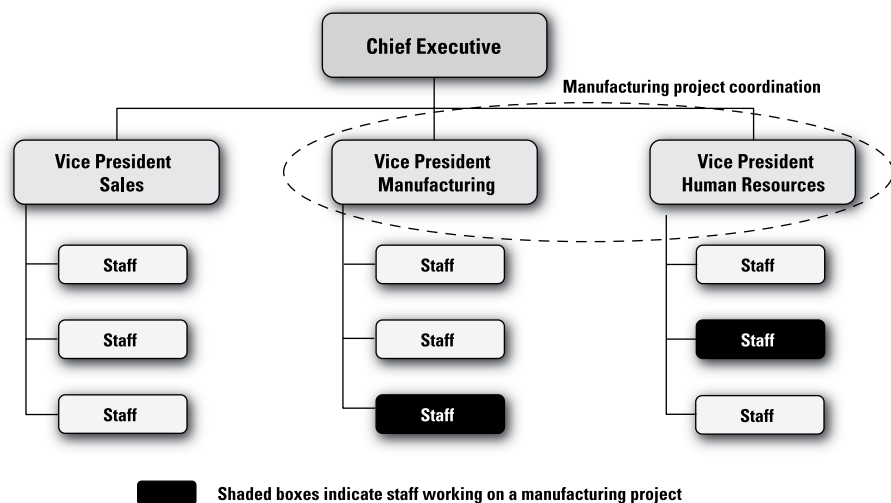 Chief Executive
Manufacturing project coordination
Vice President
Sales
Vice President
Manufacturing
Vice President
Human Resources
Staff
Staff
Staff
Staff
Staff
Staff
Staff
Staff
Staff
Shaded boxes indicate staff working on a manufacturing project